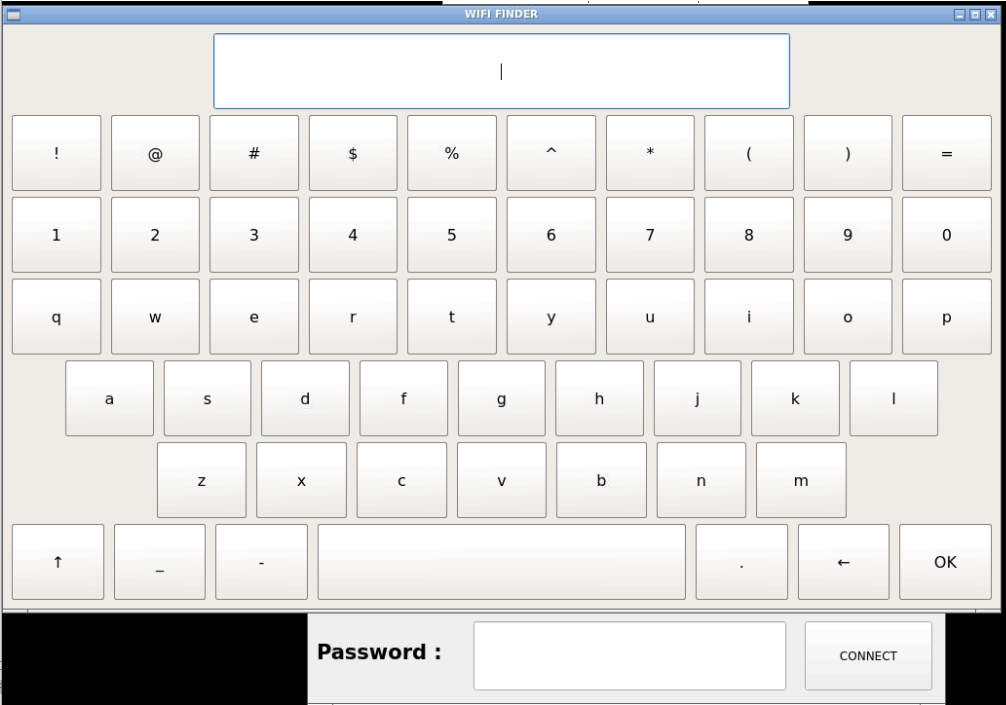 WIFI FINDER
! @ # $ % ^ * ( ) =
1 2 3 4 5 6 7 8 9 0
q w e r t y u i o p
a s d f g h j k l
z x c v b n m
↑ _ - . ← OK
Password : CONNECT